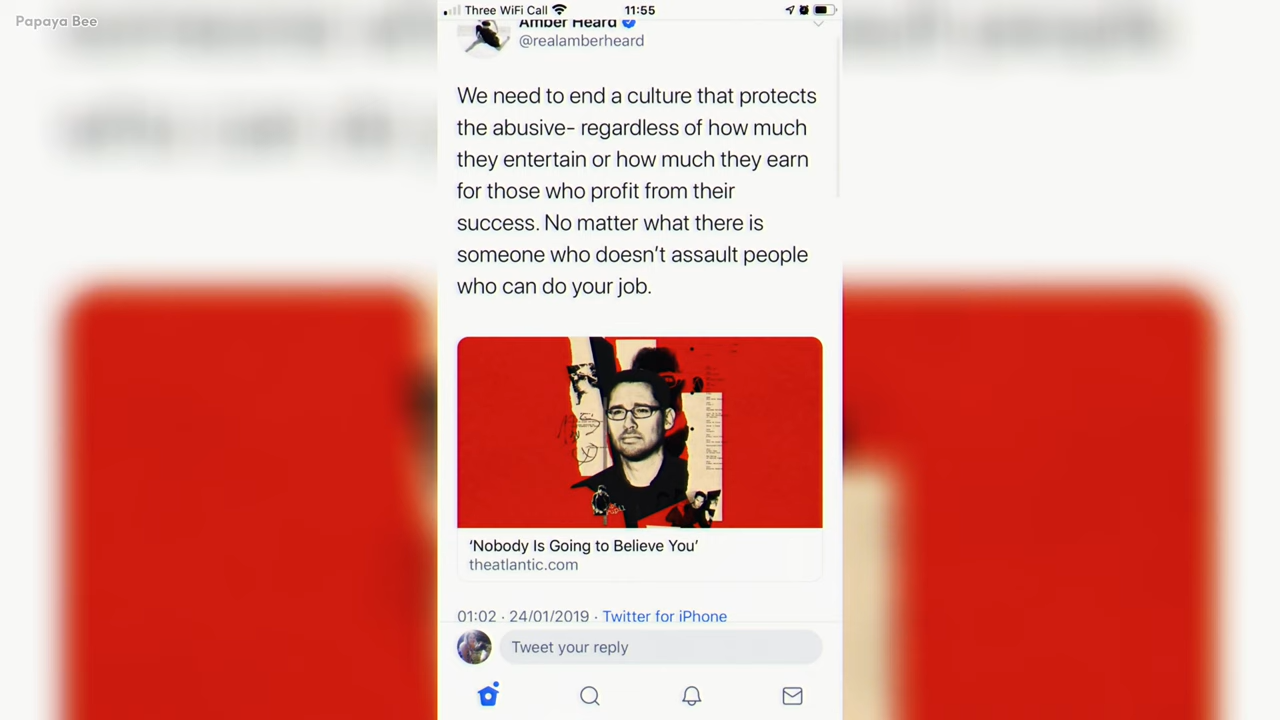 Papaya Bee
Three WiFi Call
11:55
Amber Heard
@realamberheard
We need to end a culture that protects
the abusive- regardless of how much
they entertain or how much they earn
for those who profit from their
success. No matter what there is
someone who doesn’t assault people
who can do your job.
‘Nobody Is Going to Believe You’
theatlantic.com
01:02 · 24/01/2019 · Twitter for iPhone
Tweet your reply